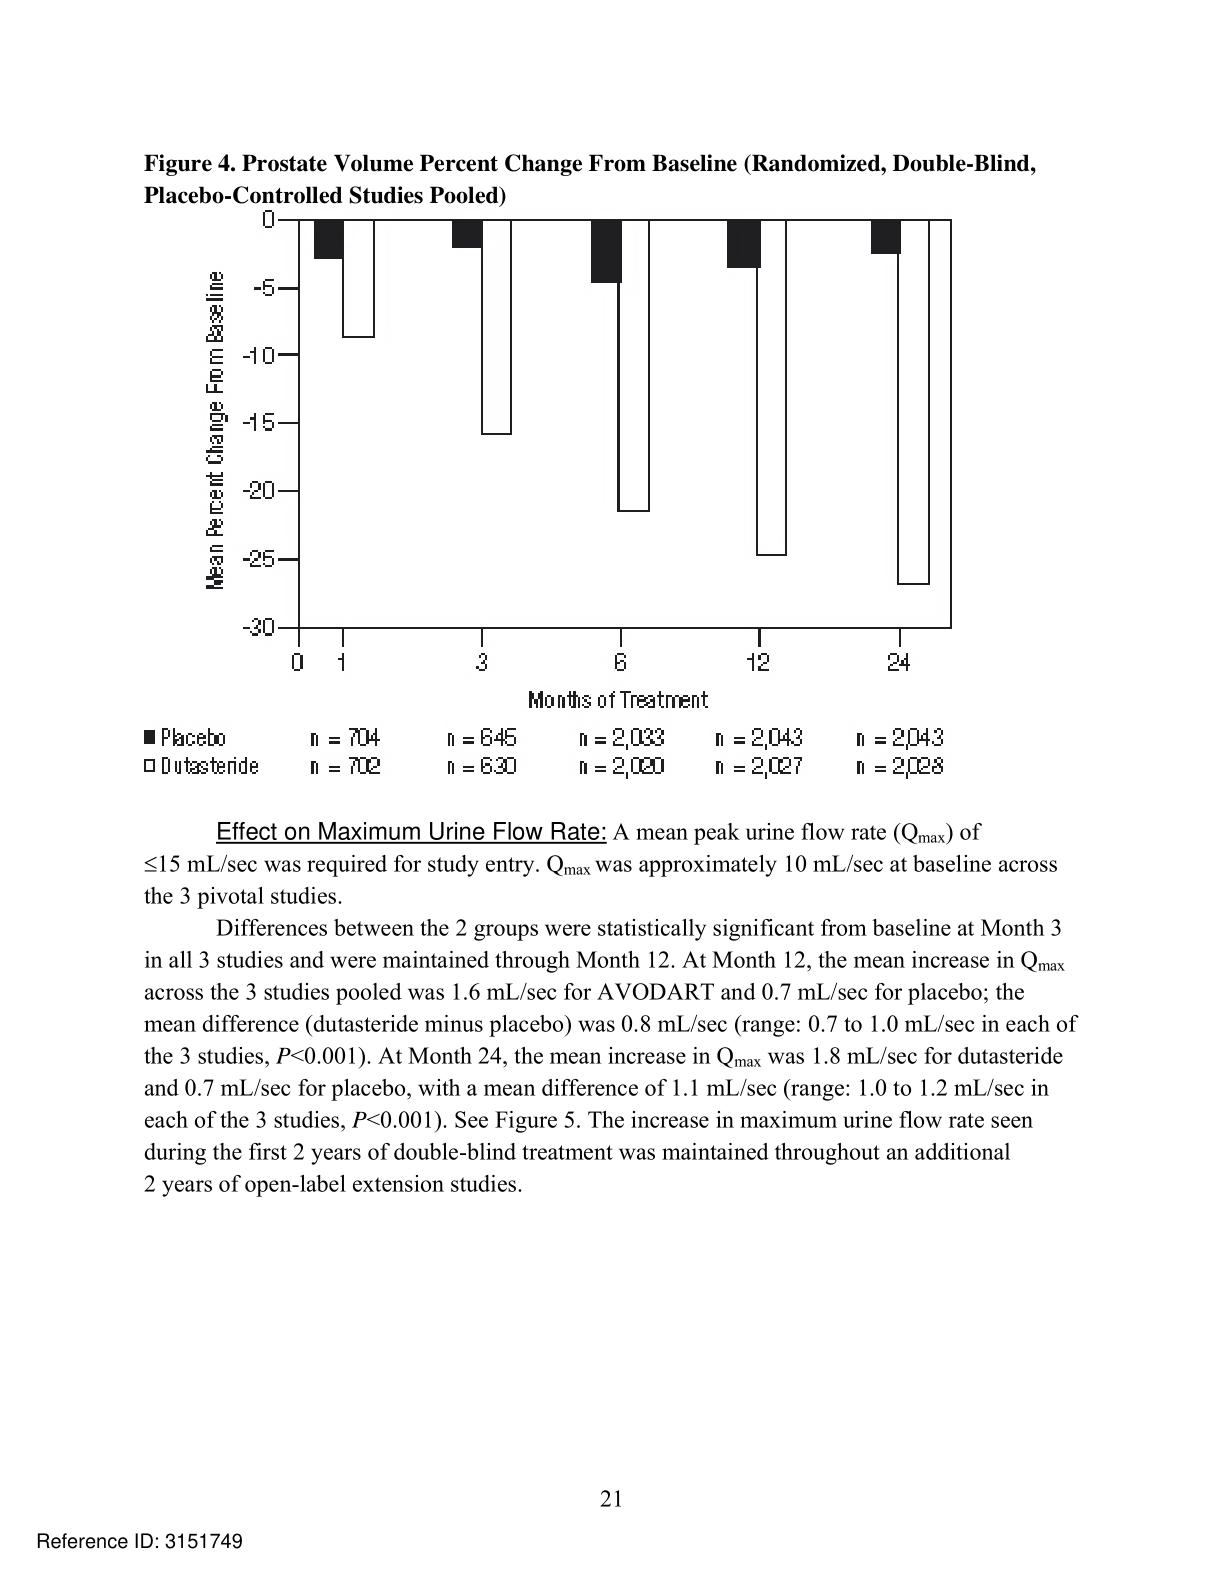 Figure 4. Prostate Volume Percent Change From Baseline (Randomized, Double-Blind,
Placebo-Controlled Studies Pooled)
0
-5
-10
-15
-20
-25
-30
Mean Percent Change From Baseline
0 1 3 6 12 24
Months of Treatment
Placebo n = 704 n = 645 n = 2,033 n = 2,043 n = 2,043
Dutasteride n = 702 n = 630 n = 2,020 n = 2,027 n = 2,028
Effect on Maximum Urine Flow Rate: A mean peak urine flow rate (Qmax) of
≤15 mL/sec was required for study entry. Qmax was approximately 10 mL/sec at baseline across
the 3 pivotal studies.
Differences between the 2 groups were statistically significant from baseline at Month 3
in all 3 studies and were maintained through Month 12. At Month 12, the mean increase in Qmax
across the 3 studies pooled was 1.6 mL/sec for AVODART and 0.7 mL/sec for placebo; the
mean difference (dutasteride minus placebo) was 0.8 mL/sec (range: 0.7 to 1.0 mL/sec in each of
the 3 studies, P<0.001). At Month 24, the mean increase in Qmax was 1.8 mL/sec for dutasteride
and 0.7 mL/sec for placebo, with a mean difference of 1.1 mL/sec (range: 1.0 to 1.2 mL/sec in
each of the 3 studies, P<0.001). See Figure 5. The increase in maximum urine flow rate seen
during the first 2 years of double-blind treatment was maintained throughout an additional
2 years of open-label extension studies.
21
Reference ID: 3151749